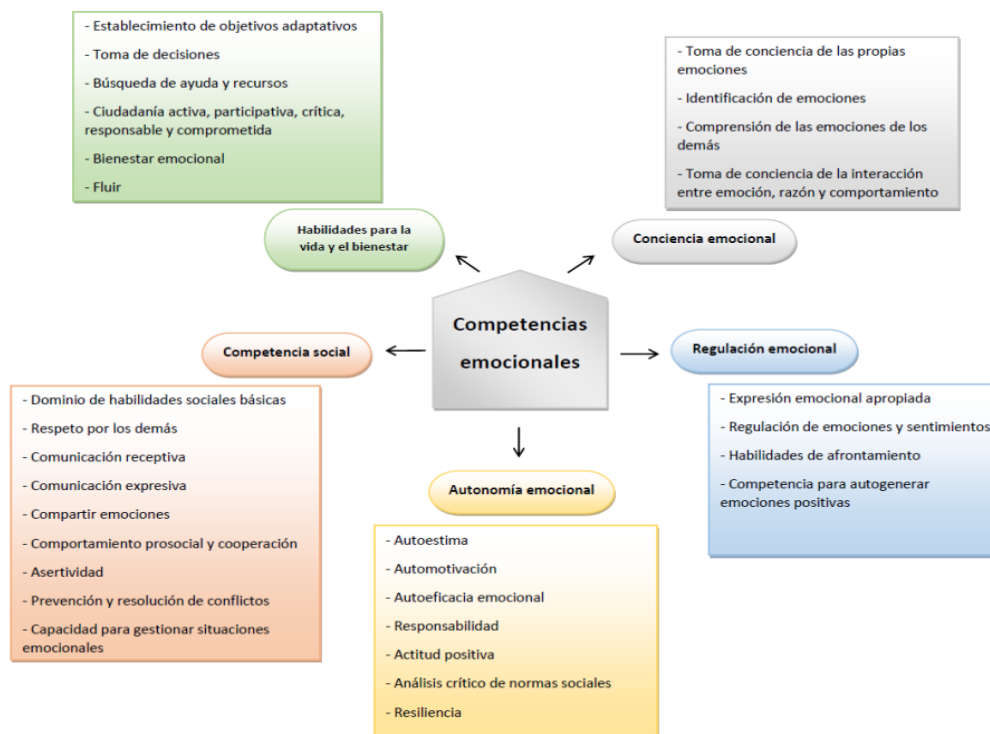 - Establecimiento de objetivos adaptativos
- Toma de decisiones
- Búsqueda de ayuda y recursos
- Ciudadanía activa, participativa, crítica,
responsable y comprometida
- Bienestar emocional
- Fluir
- Toma de conciencia de las propias
emociones
- Identificación de emociones
- Comprensión de las emociones de los
demás
- Toma de conciencia de la interacción
entre emoción, razón y comportamiento
Habilidades para la
vida y el bienestar
Conciencia emocional
Competencias
emocionales
Competencia social
Regulación emocional
- Dominio de habilidades sociales básicas
- Respeto por los demás
- Comunicación receptiva
- Comunicación expresiva
- Compartir emociones
- Comportamiento prosocial y cooperación
- Asertividad
- Prevención y resolución de conflictos
- Capacidad para gestionar situaciones
emocionales
- Expresión emocional apropiada
- Regulación de emociones y sentimientos
- Habilidades de afrontamiento
- Competencia para autogenerar
emociones positivas
Autonomía emocional
- Autoestima
- Automotivación
- Autoeficacia emocional
- Responsabilidad
- Actitud positiva
- Análisis crítico de normas sociales
- Resiliencia